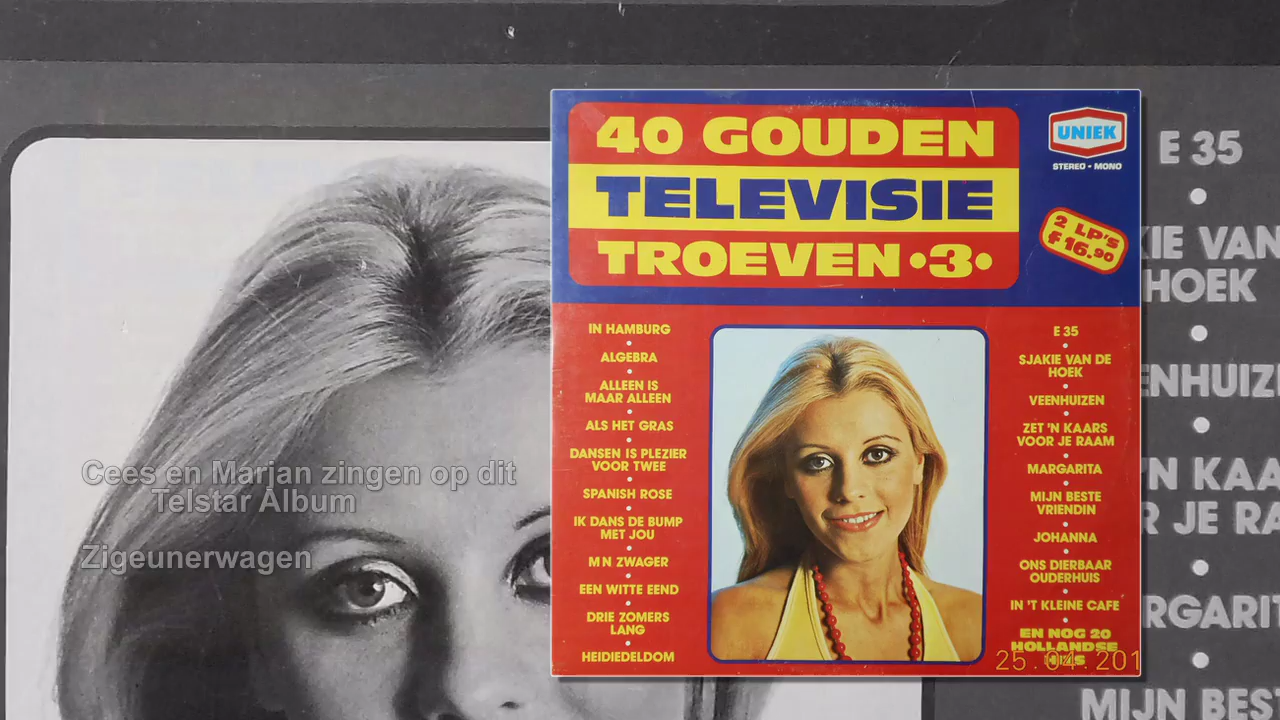 40 GOUDEN
TELEVISIE
TROEVEN •3•
UNIEK
STEREO - MONO
2 LP'S
f 16.90
IN HAMBURG
ALGEBRA
ALLEEN IS
MAAR ALLEEN
ALS HET GRAS
DANSEN IS PLEZIER
VOOR TWEE
SPANISH ROSE
IK DANS DE BUMP
MET JOU
M'N ZWAGER
EEN WITTE EEND
DRIE ZOMERS
LANG
HEIDIEDELDOM
E 35
SJAKIE VAN DE
HOEK
VEENHUIZEN
ZET 'N KAARS
VOOR JE RAAM
MARGARITA
MIJN BESTE
VRIENDIN
JOHANNA
ONS DIERBAAR
OUDERHUIS
IN 'T KLEINE CAFE
EN NOG 20
HOLLANDSE
HITS
25.04.201
Cees en Marjan zingen op dit
Telstar Album
Zigeunerwagen
E 35
KIE VAN
HOEK
ENHUIZ
'N KAA
R JE RA
RGARIT
MIJN BEST